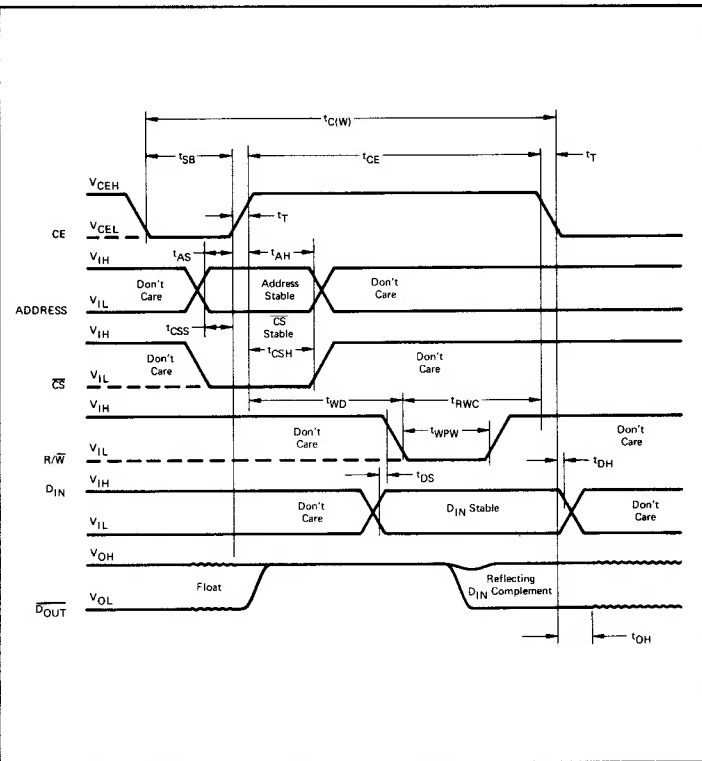 tC(W)
tSB
tCE
tT
VCEH
tT
CE
VCEL
tAS
tAH
VIH
Don't
Care
Address
Stable
Don't
Care
ADDRESS
VIL
tCSS
CS
Stable
VIH
tCSH
Don't
Care
Don't
Care
CS
VIL
tWD
tRWC
VIH
Don't
Care
tWPW
Don't
Care
R/W
VIL
tDS
tDH
DIN
VIH
Don't
Care
DIN Stable
Don't
Care
VIL
VOH
Float
Reflecting
DIN Complement
DOUT
VOL
tOH